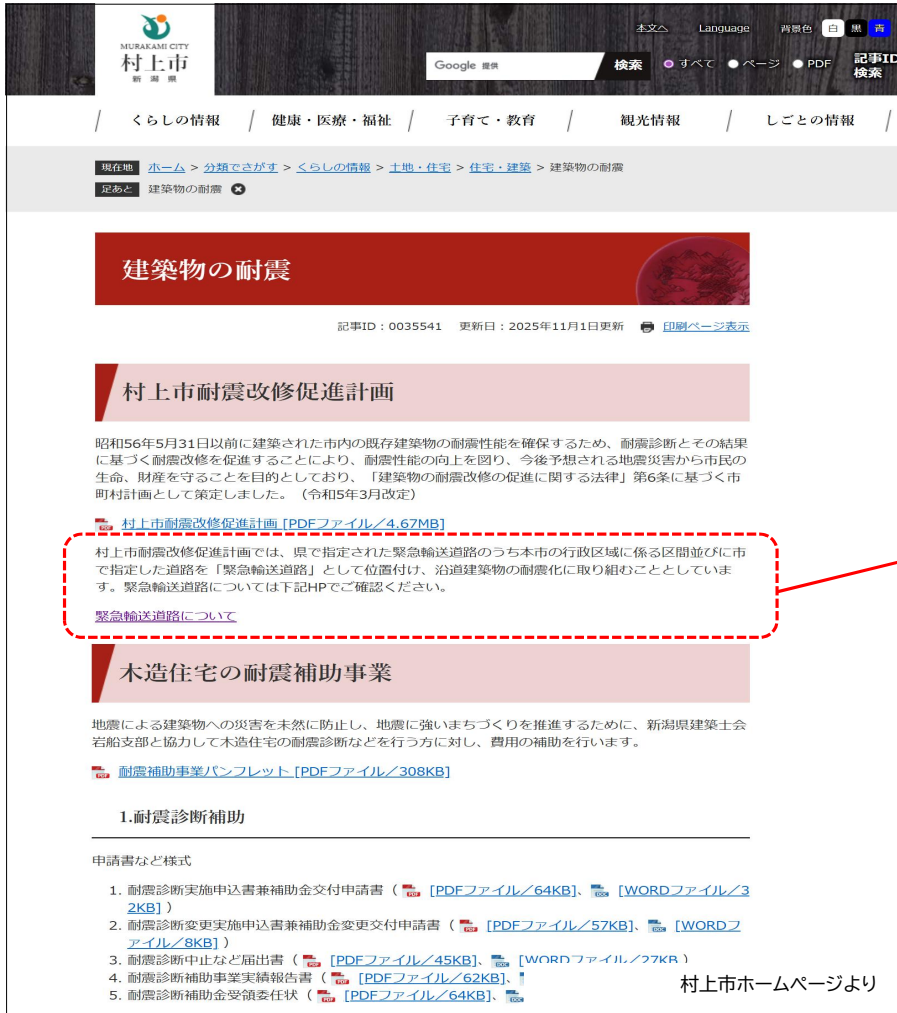 本文へ Language 背景色 白 黒 青
MURAKAMI CITY
村上市
新潟県
Google 提供 検索 すべて ページ PDF 記事ID
検索
くらしの情報 健康・医療・福祉 子育て・教育 観光情報 しごとの情報
現在地 ホーム > 分類でさがす > くらしの情報 > 土地・住宅 > 住宅・建築 > 建築物の耐震
足あと 建築物の耐震
建築物の耐震
記事ID：0035541 更新日：2025年11月1日更新 印刷ページ表示
村上市耐震改修促進計画
昭和56年5月31日以前に建築された市内の既存建築物の耐震性能を確保するため、耐震診断とその結果
に基づく耐震改修を促進することにより、耐震性能の向上を図り、今後予想される地震災害から市民の
生命、財産を守ることを目的としており、「建築物の耐震改修の促進に関する法律」第6条に基づく市
町村計画として策定しました。（令和5年3月改定）
村上市耐震改修促進計画 [PDFファイル／4.67MB]
村上市耐震改修促進計画では、県で指定された緊急輸送道路のうち本市の行政区域に係る区間並びに市
で指定した道路を「緊急輸送道路」として位置付け、沿道建築物の耐震化に取り組むこととしていま
す。緊急輸送道路については下記HPでご確認ください。
緊急輸送道路について
木造住宅の耐震補助事業
地震による建築物への災害を未然に防止し、地震に強いまちづくりを推進するために、新潟県建築士会
岩船支部と協力して木造住宅の耐震診断などを行う方に対し、費用の補助を行います。
耐震補助事業パンフレット [PDFファイル／308KB]
1.耐震診断補助
申請書など様式
1. 耐震診断実施申込書兼補助金交付申請書（ [PDFファイル／64KB]、 [WORDファイル／3
2KB] ）
2. 耐震診断変更実施申込書兼補助金変更交付申請書（ [PDFファイル／57KB]、 [WORDフ
ァイル／8KB] ）
3. 耐震診断中止など届出書（ [PDFファイル／45KB]、 [WORDファイル／27KB ）
4. 耐震診断補助事業実績報告書（ [PDFファイル／62KB]、
5. 耐震診断補助金受領委任状（ [PDFファイル／64KB]、
村上市ホームページより